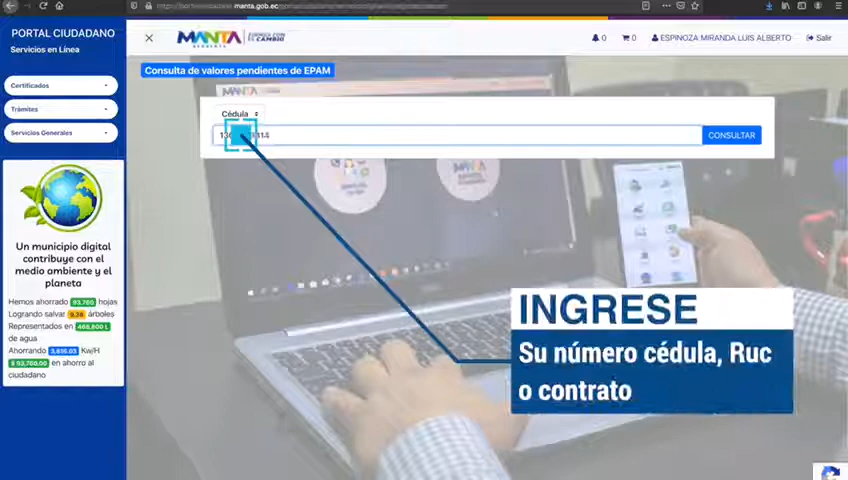 manta.gob.ec
PORTAL CIUDADANO
Servicios en Línea
Certificados
Trámites
Servicios Generales
Un municipio digital
contribuye con el
medio ambiente y el
planeta
Hemos ahorrado 93,760 hojas
Logrando salvar 9.38 árboles
Representados en 468,800 L
de agua
Ahorrando 3,616.03 Kw/H
$ 93,760.00 en ahorro al
ciudadano
MANTA
0
0
ESPINOZA MIRANDA LUIS ALBERTO
Salir
Consulta de valores pendientes de EPAM
MANTA
Cédula
CONSULTAR
INGRESE
Su número cédula, Ruc
o contrato